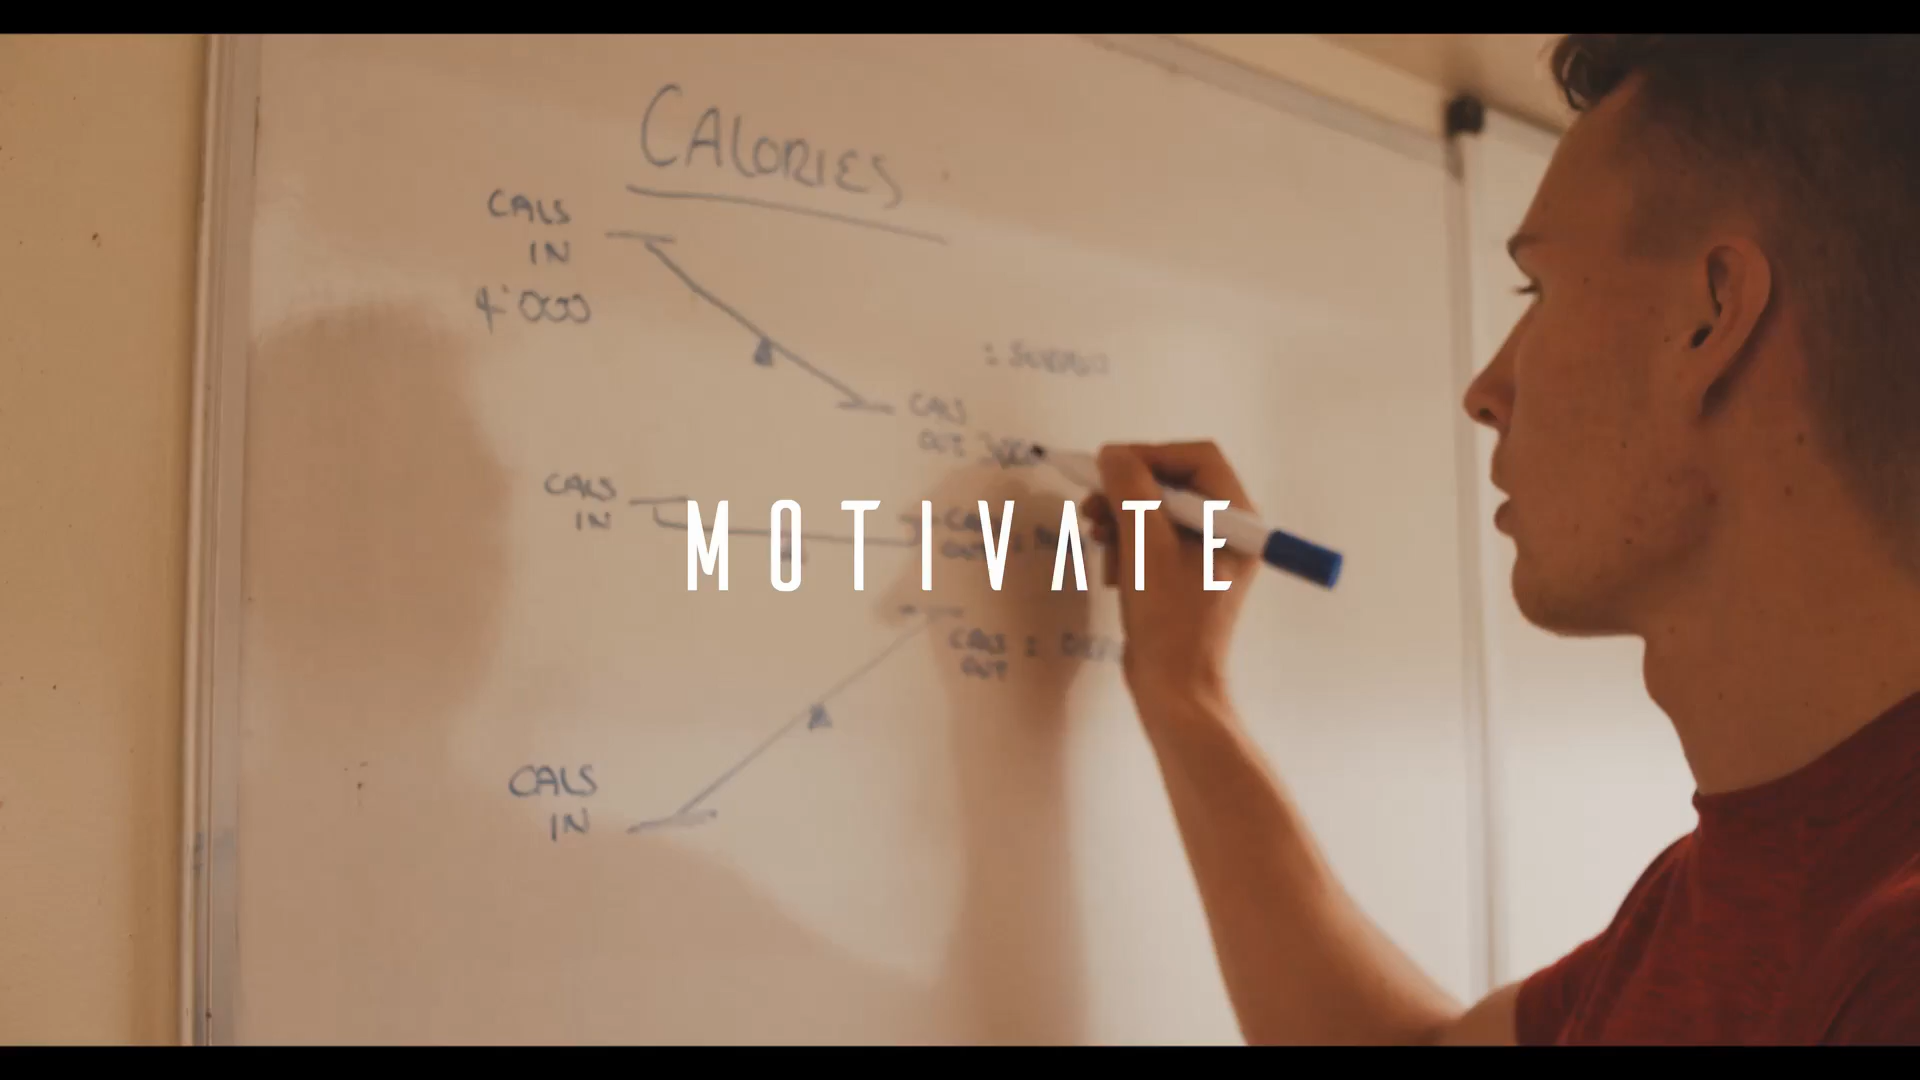 CALORIES
CALS
IN
4'000
CALS
OUT
CALS
IN
MOTIVATE
CALS
OUT
CALS
IN